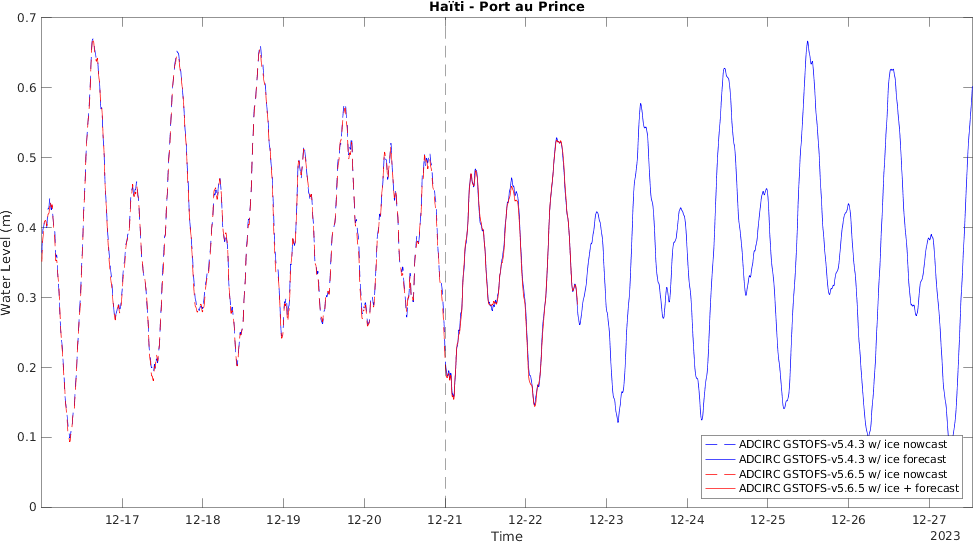 Haïti - Port au Prince
0.7
0.6
0.5
0.4
0.3
0.2
0.1
0
Water Level (m)
ADCIRC GSTOFS-v5.4.3 w/ ice nowcast
ADCIRC GSTOFS-v5.4.3 w/ ice forecast
ADCIRC GSTOFS-v5.6.5 w/ ice nowcast
ADCIRC GSTOFS-v5.6.5 w/ ice + forecast
12-17 12-18 12-19 12-20 12-21 12-22 12-23 12-24 12-25 12-26 12-27
Time
2023